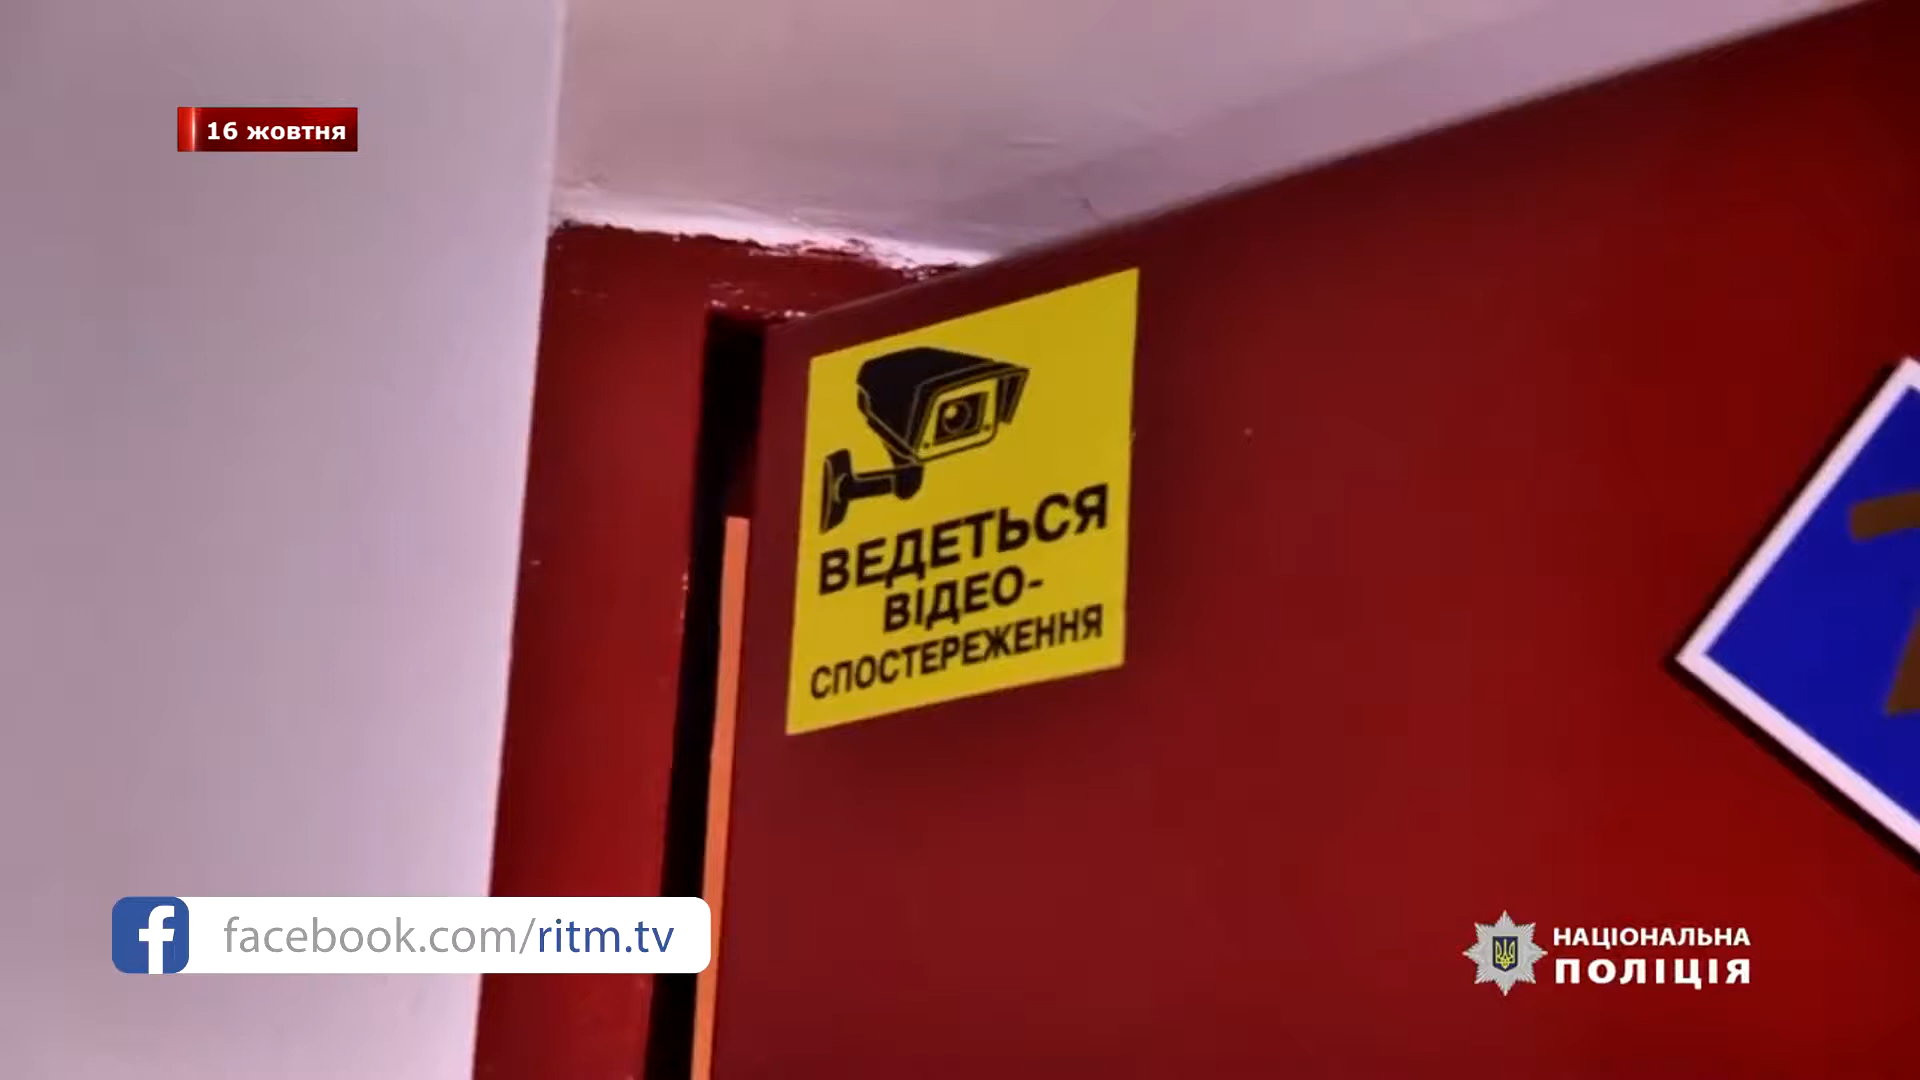 16 жовтня
ВЕДЕТЬСЯ
ВІДЕО-
СПОСТЕРЕЖЕННЯ
facebook.com/ritm.tv
НАЦІОНАЛЬНА
ПОЛІЦІЯ